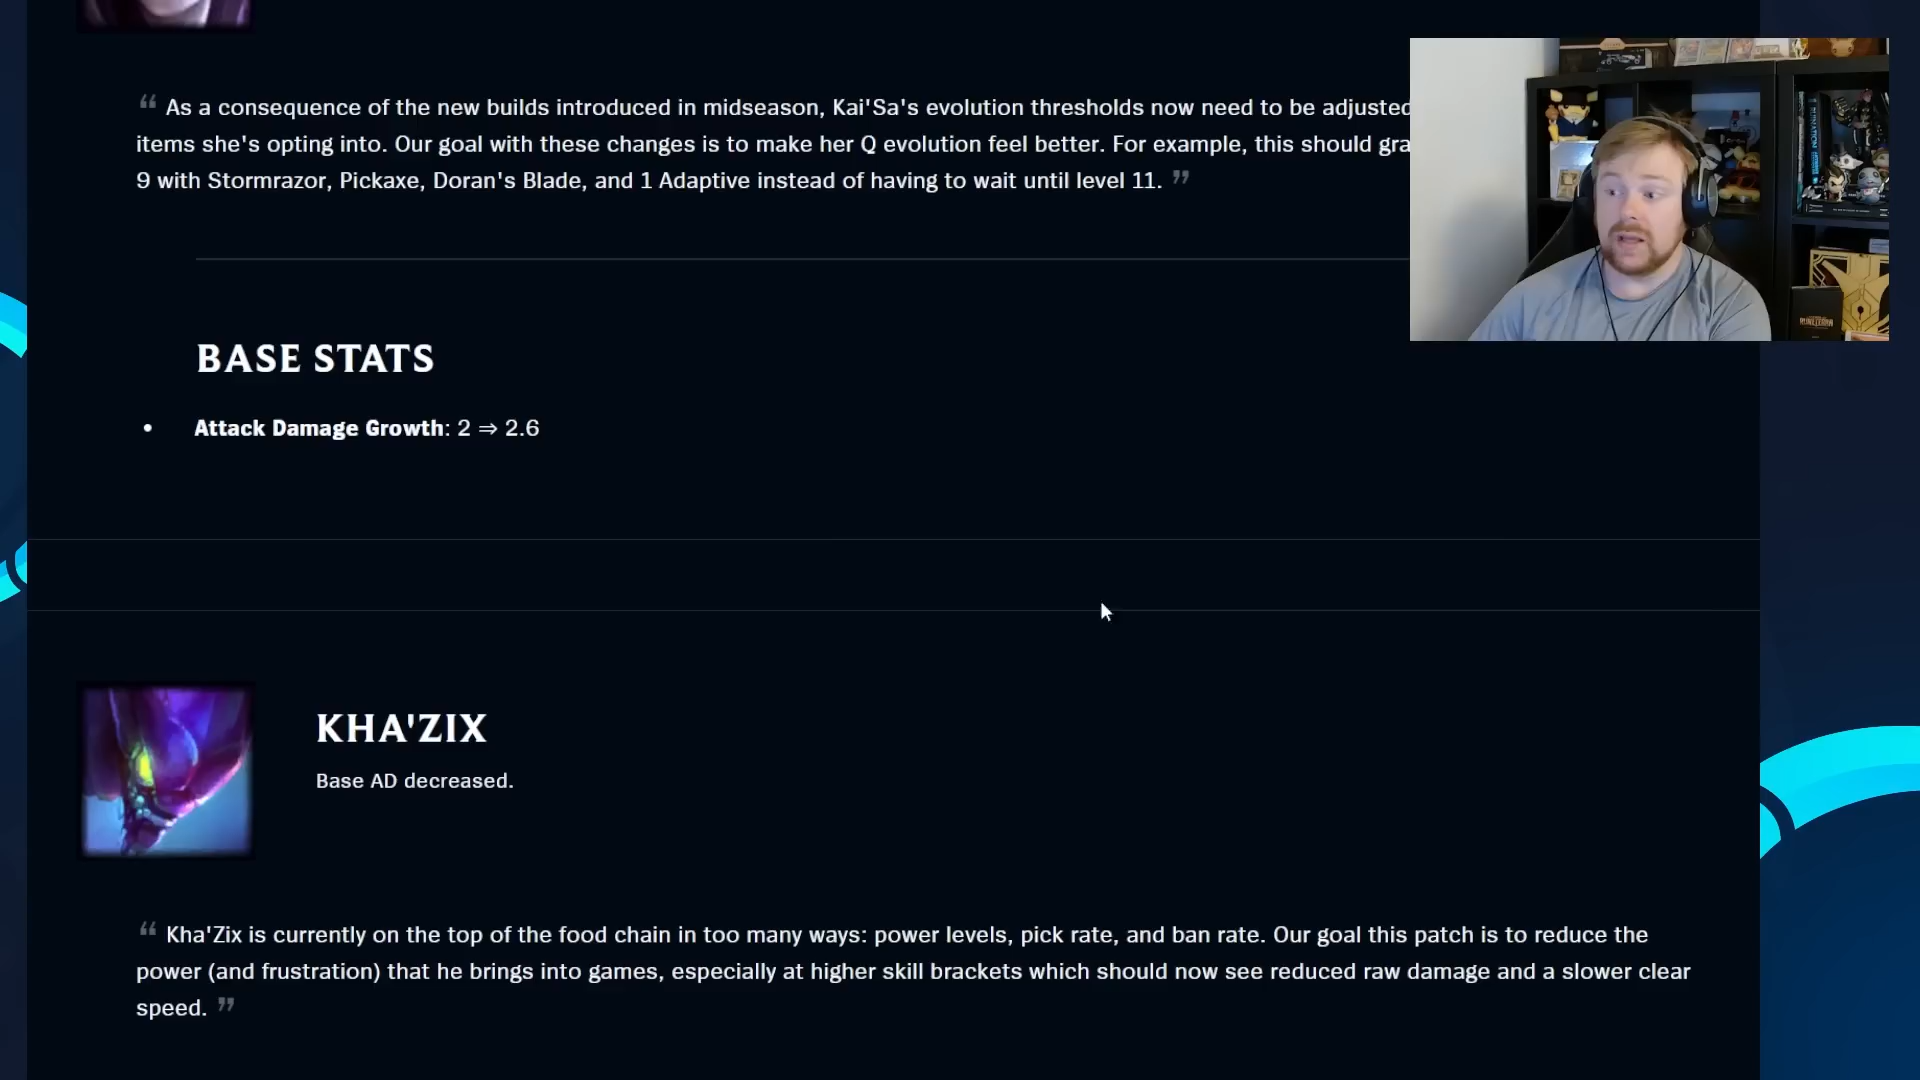 “ As a consequence of the new builds introduced in midseason, Kai'Sa's evolution thresholds now need to be adjusted
items she's opting into. Our goal with these changes is to make her Q evolution feel better. For example, this should gra
9 with Stormrazor, Pickaxe, Doran's Blade, and 1 Adaptive instead of having to wait until level 11. ”
BASE STATS
• Attack Damage Growth: 2 ⇒ 2.6
KHA'ZIX
Base AD decreased.
“ Kha'Zix is currently on the top of the food chain in too many ways: power levels, pick rate, and ban rate. Our goal this patch is to reduce the
power (and frustration) that he brings into games, especially at higher skill brackets which should now see reduced raw damage and a slower clear
speed. ”